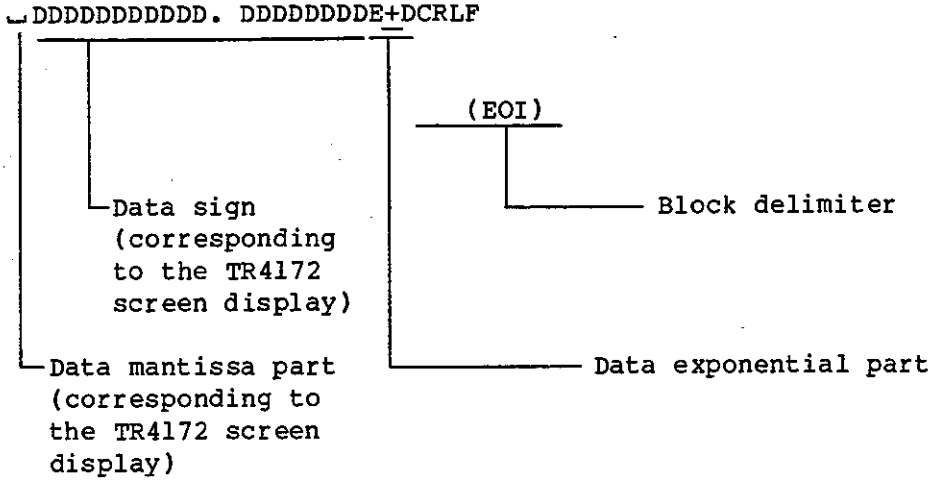 ␣DDDDDDDDDDD. DDDDDDDDE+DCRLF
(EOI)
Block delimiter
Data sign
(corresponding
to the TR4172
screen display)
Data mantissa part
(corresponding to
the TR4172 screen
display)
Data exponential part